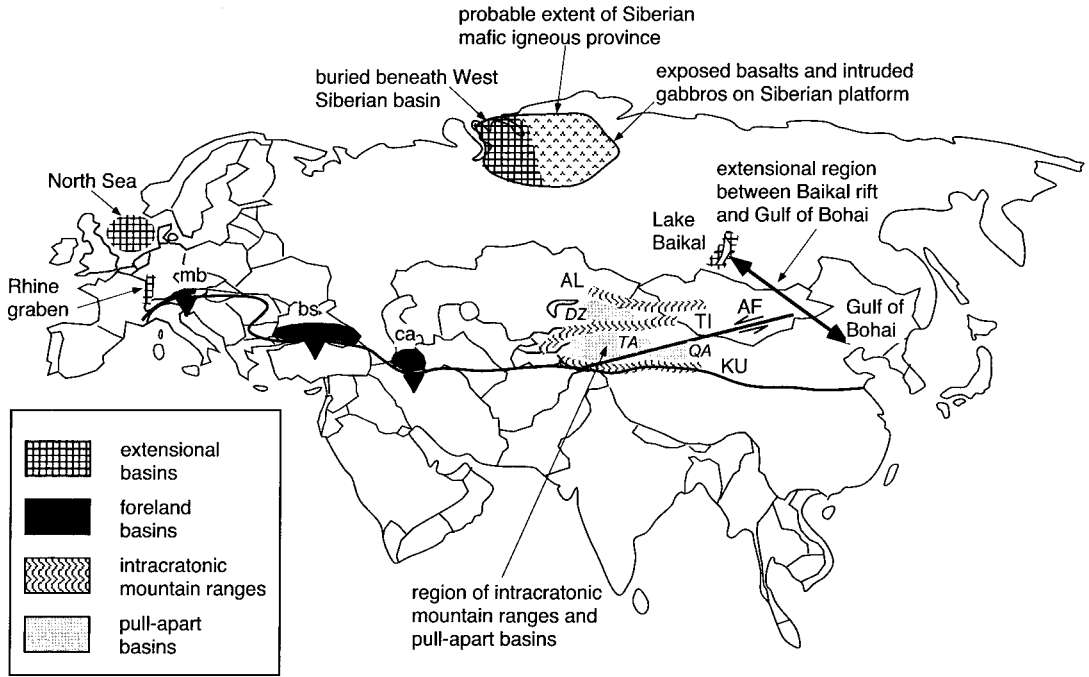 probable extent of Siberian
mafic igneous province
buried beneath West
Siberian basin
exposed basalts and intruded
gabbros on Siberian platform
North Sea
extensional region
between Baikal rift
and Gulf of Bohai
Lake
Baikal
Rhine
graben
mb
AL
DZ
bs
TI
AF
Gulf of
Bohai
ca
TA
QA
KU
extensional
basins
foreland
basins
intracratonic
mountain ranges
pull-apart
basins
region of intracratonic
mountain ranges and
pull-apart basins